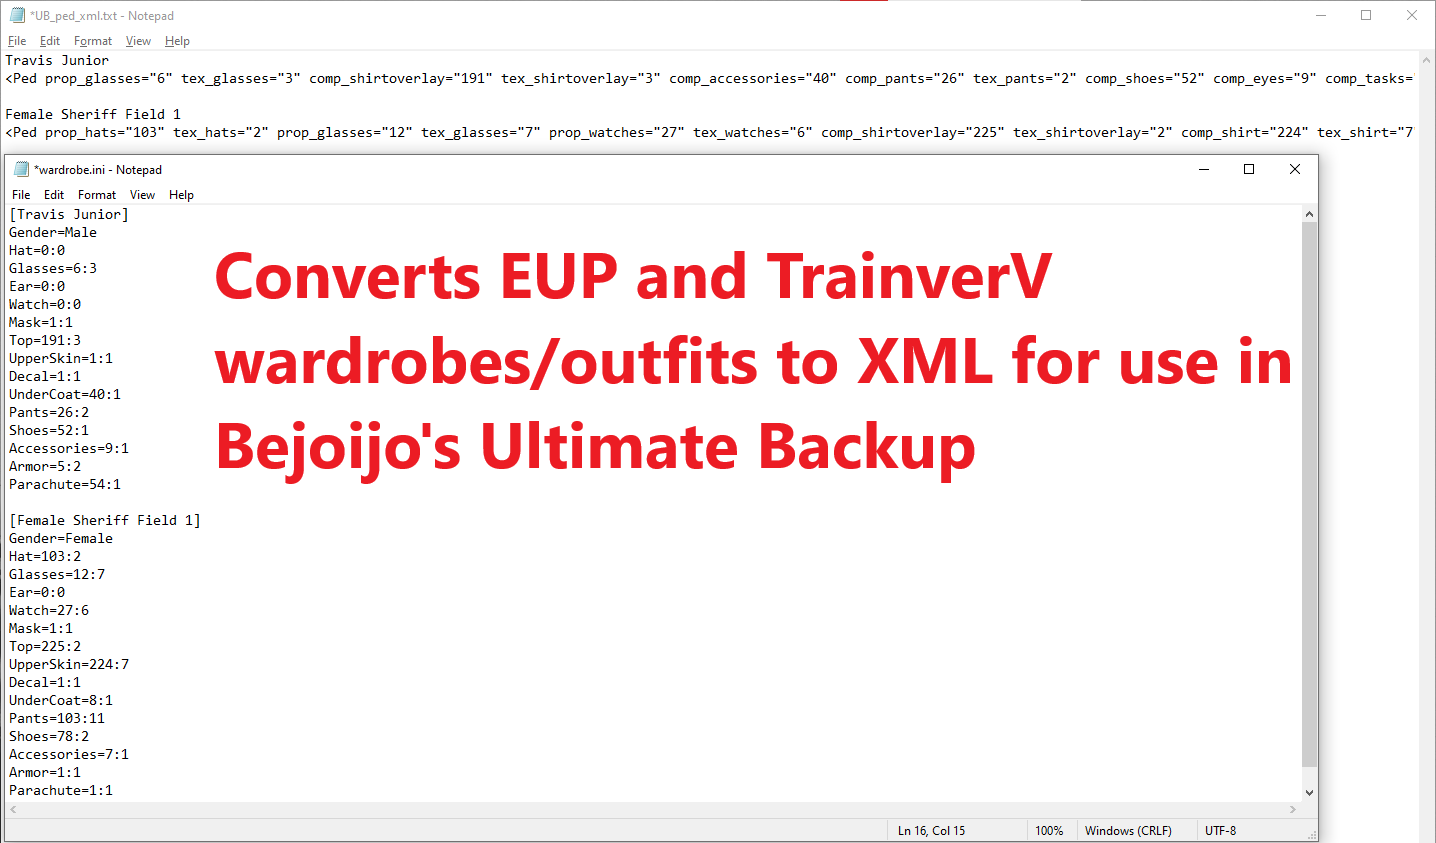 *UB_ped_xml.txt - Notepad
File Edit Format View Help
Travis Junior
<Ped prop_glasses="6" tex_glasses="3" comp_shirtoverlay="191" tex_shirtoverlay="3" comp_accessories="40" comp_pants="26" tex_pants="2" comp_shoes="52" comp_eyes="9" comp_tasks=
Female Sheriff Field 1
<Ped prop_hats="103" tex_hats="2" prop_glasses="12" tex_glasses="7" prop_watches="27" tex_watches="6" comp_shirtoverlay="225" tex_shirtoverlay="2" comp_shirt="224" tex_shirt="7
*wardrobe.ini - Notepad
File Edit Format View Help
[Travis Junior]
Gender=Male
Hat=0:0
Glasses=6:3
Ear=0:0
Watch=0:0
Mask=1:1
Top=191:3
UpperSkin=1:1
Decal=1:1
UnderCoat=40:1
Pants=26:2
Shoes=52:1
Accessories=9:1
Armor=5:2
Parachute=54:1
[Female Sheriff Field 1]
Gender=Female
Hat=103:2
Glasses=12:7
Ear=0:0
Watch=27:6
Mask=1:1
Top=225:2
UpperSkin=224:7
Decal=1:1
UnderCoat=8:1
Pants=103:11
Shoes=78:2
Accessories=7:1
Armor=1:1
Parachute=1:1
Converts EUP and TrainverV
wardrobes/outfits to XML for use in
Bejoijo's Ultimate Backup
Ln 16, Col 15 100% Windows (CRLF) UTF-8